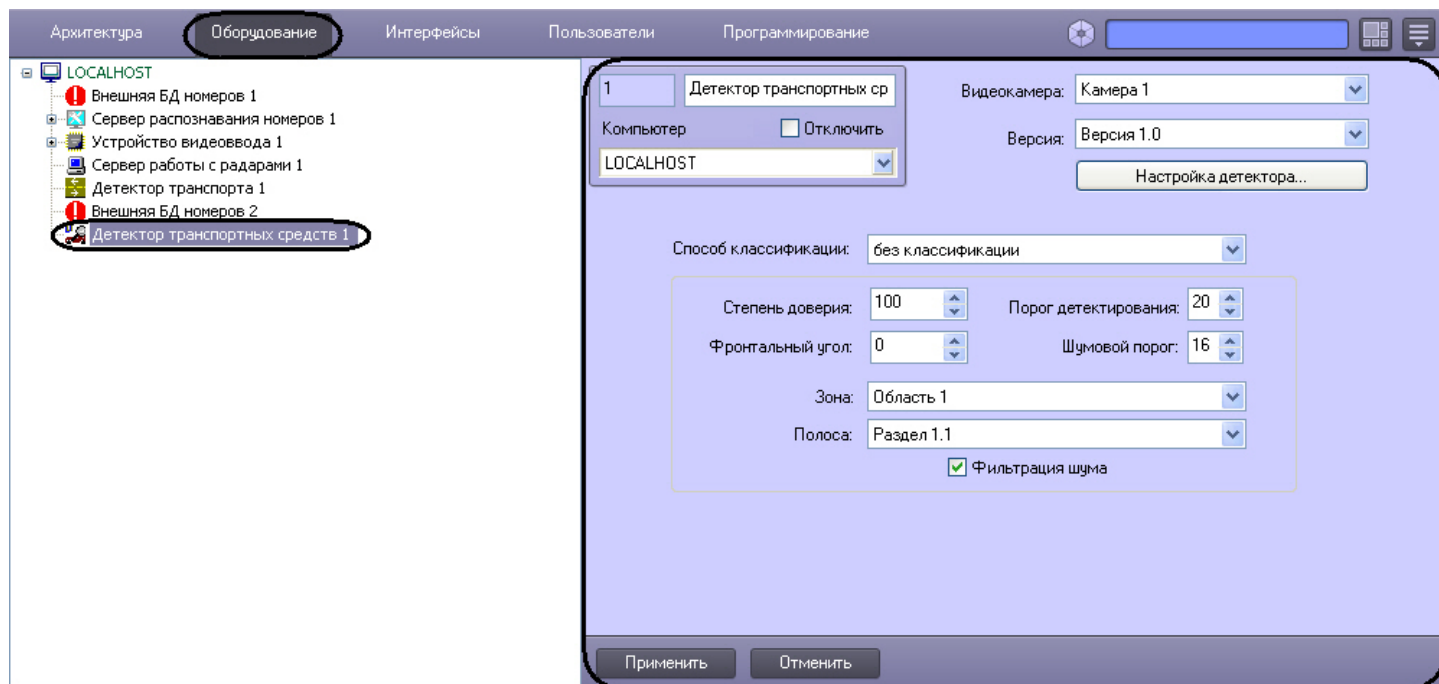 Архитектура Оборудование Интерфейсы Пользователи Программирование
LOCALHOST
Внешняя БД номеров 1
Сервер распознавания номеров 1
Устройство видеоввода 1
Сервер работы с радарами 1
Детектор транспорта 1
Внешняя БД номеров 2
Детектор транспортных средств 1
1 Детектор транспортных ср
Компьютер Отключить
LOCALHOST
Видеокамера: Камера 1
Версия: Версия 1.0
Настройка детектора...
Способ классификации: без классификации
Степень доверия: 100 Порог детектирования: 20
Фронтальный угол: 0 Шумовой порог: 16
Зона: Область 1
Полоса: Раздел 1.1
Фильтрация шума
Применить Отменить